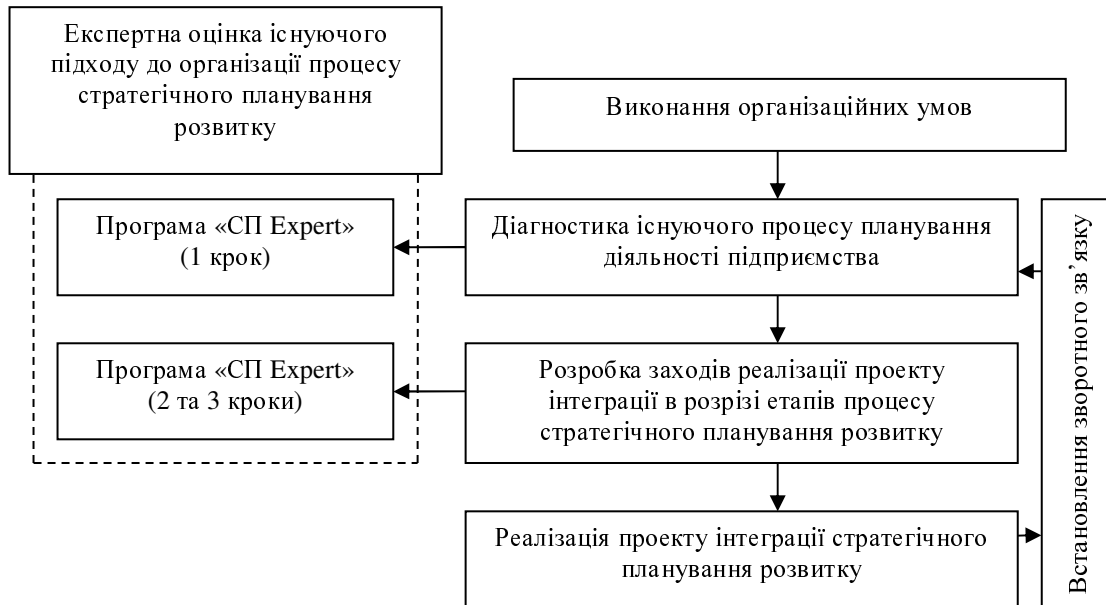 Експертна оцінка існуючого
підходу до організації процесу
стратегічного планування
розвитку
Виконання організаційних умов
Програма «СП Expert»
(1 крок)
Діагностика існуючого процесу планування
діяльності підприємства
Програма «СП Expert»
(2 та 3 кроки)
Розробка заходів реалізації проекту
інтеграції в розрізі етапів процесу
стратегічного планування розвитку
Реалізація проекту інтеграції стратегічного
планування розвитку
Встановлення зворотного зв’язку